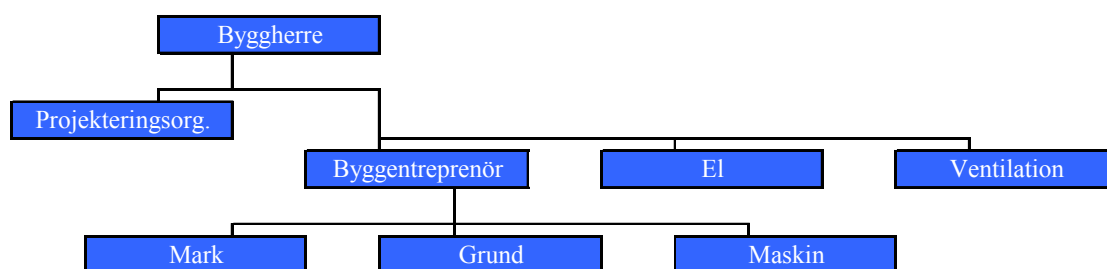 Byggherre
Projekteringsorg.
Byggentreprenör
El
Ventilation
Mark
Grund
Maskin